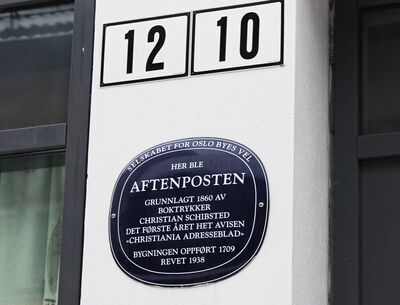 12 10
SELSKABET FOR OSLO BYES VEL
HER BLE
AFTENPOSTEN
GRUNNLAGT 1860 AV
BOKTRYKKER
CHRISTIAN SCHIBSTED
DET FØRSTE ÅRET HET AVISEN
«CHRISTIANIA ADRESSEBLAD»
BYGNINGEN OPPFØRT 1709
REVET 1938